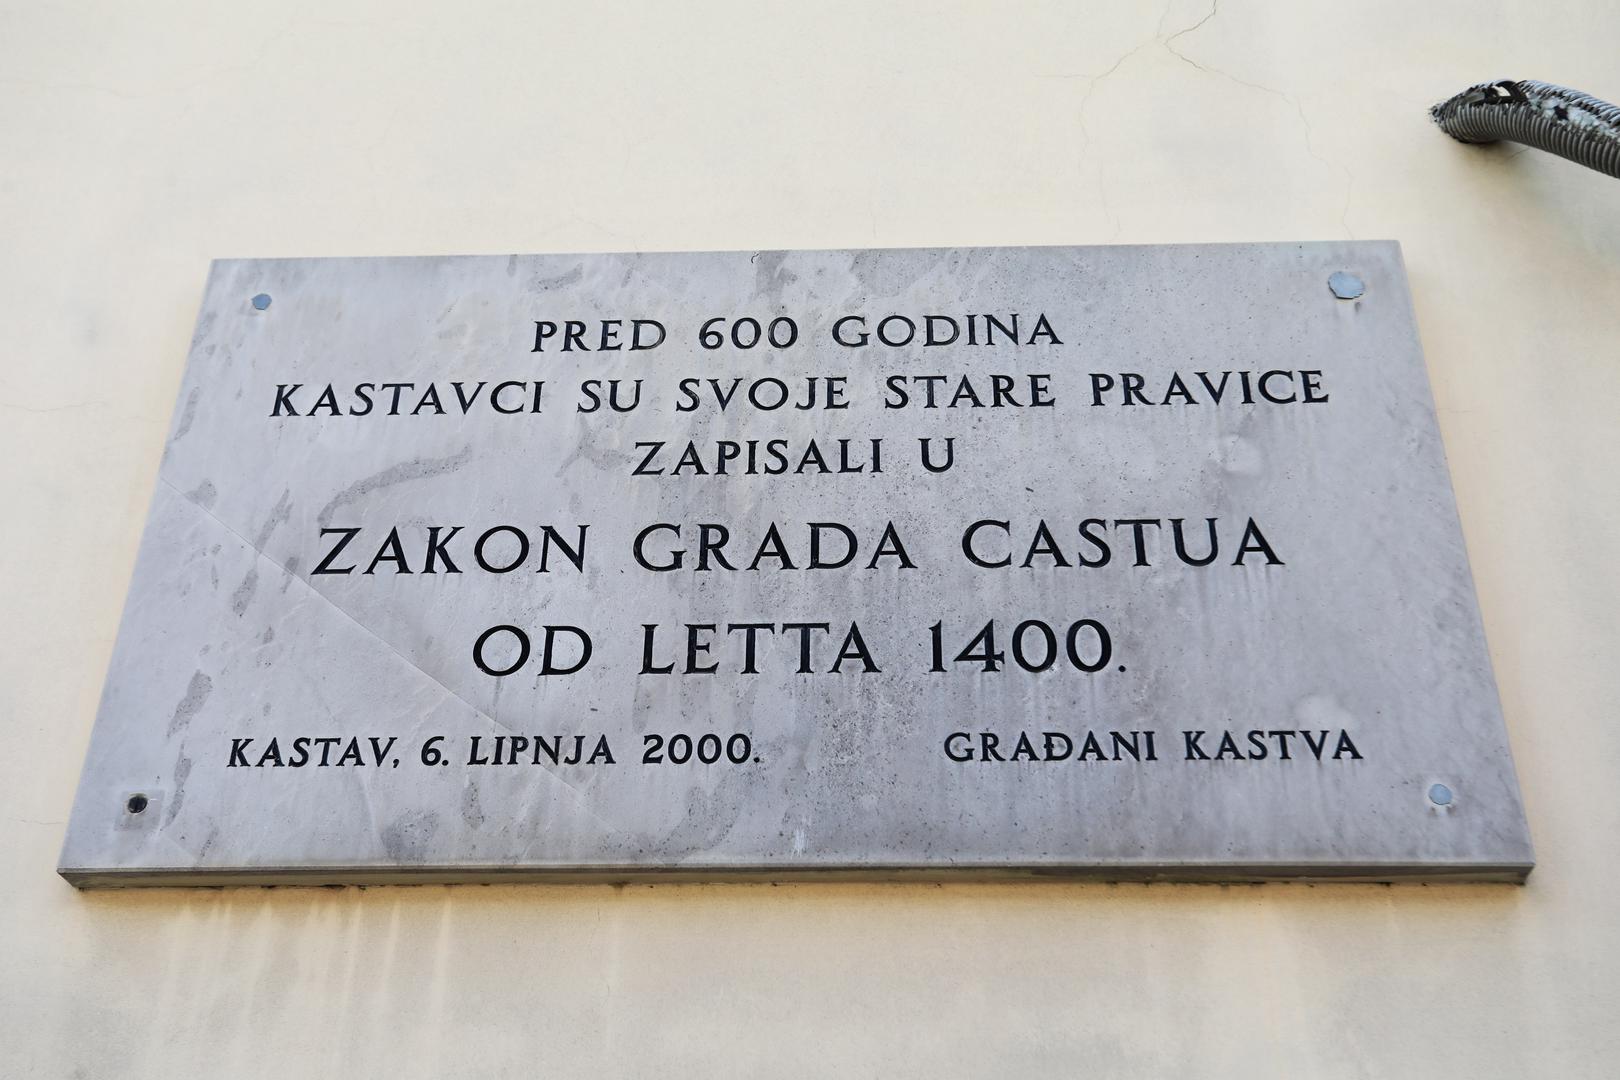 PRED 600 GODINA
KASTAVCI SU SVOJE STARE PRAVICE
ZAPISALI U
ZAKON GRADA CASTUA
OD LETTA 1400.
KASTAV, 6. LIPNJA 2000. GRAĐANI KASTVA